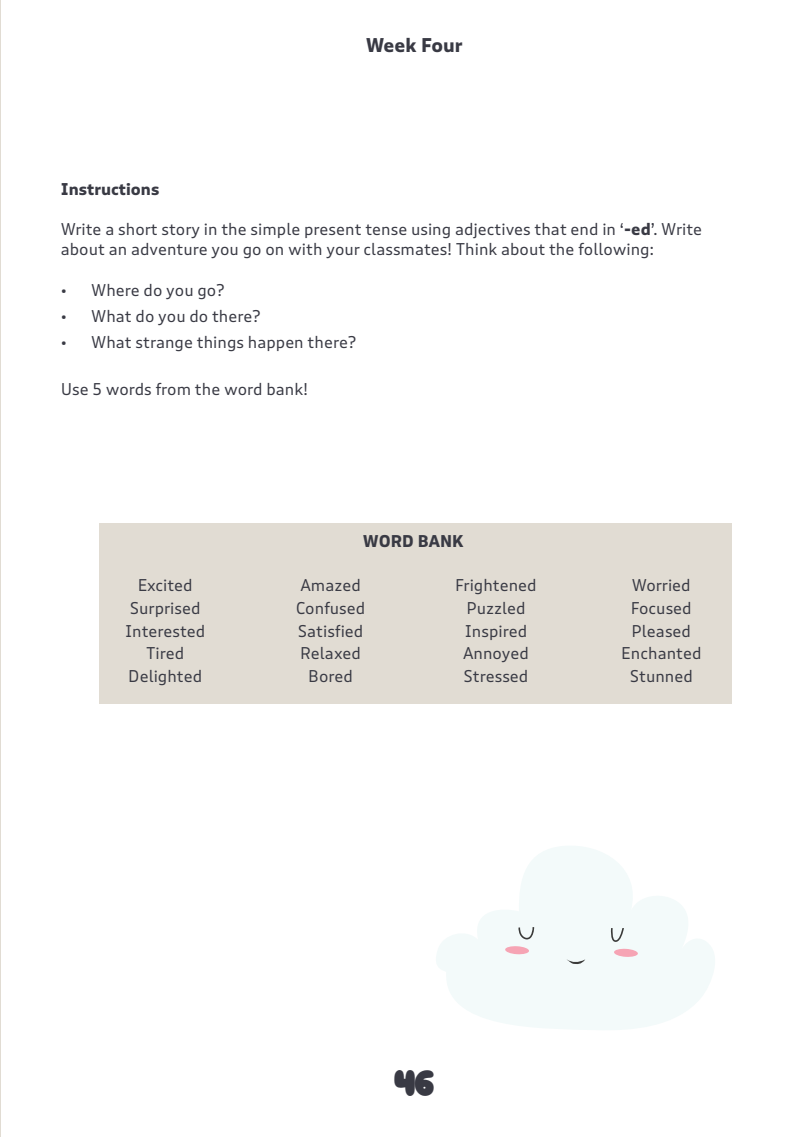 Week Four
Instructions
Write a short story in the simple present tense using adjectives that end in ‘-ed’. Write
about an adventure you go on with your classmates! Think about the following:
• Where do you go?
• What do you do there?
• What strange things happen there?
Use 5 words from the word bank!
WORD BANK
Excited Amazed Frightened Worried
Surprised Confused Puzzled Focused
Interested Satisfied Inspired Pleased
Tired Relaxed Annoyed Enchanted
Delighted Bored Stressed Stunned
46